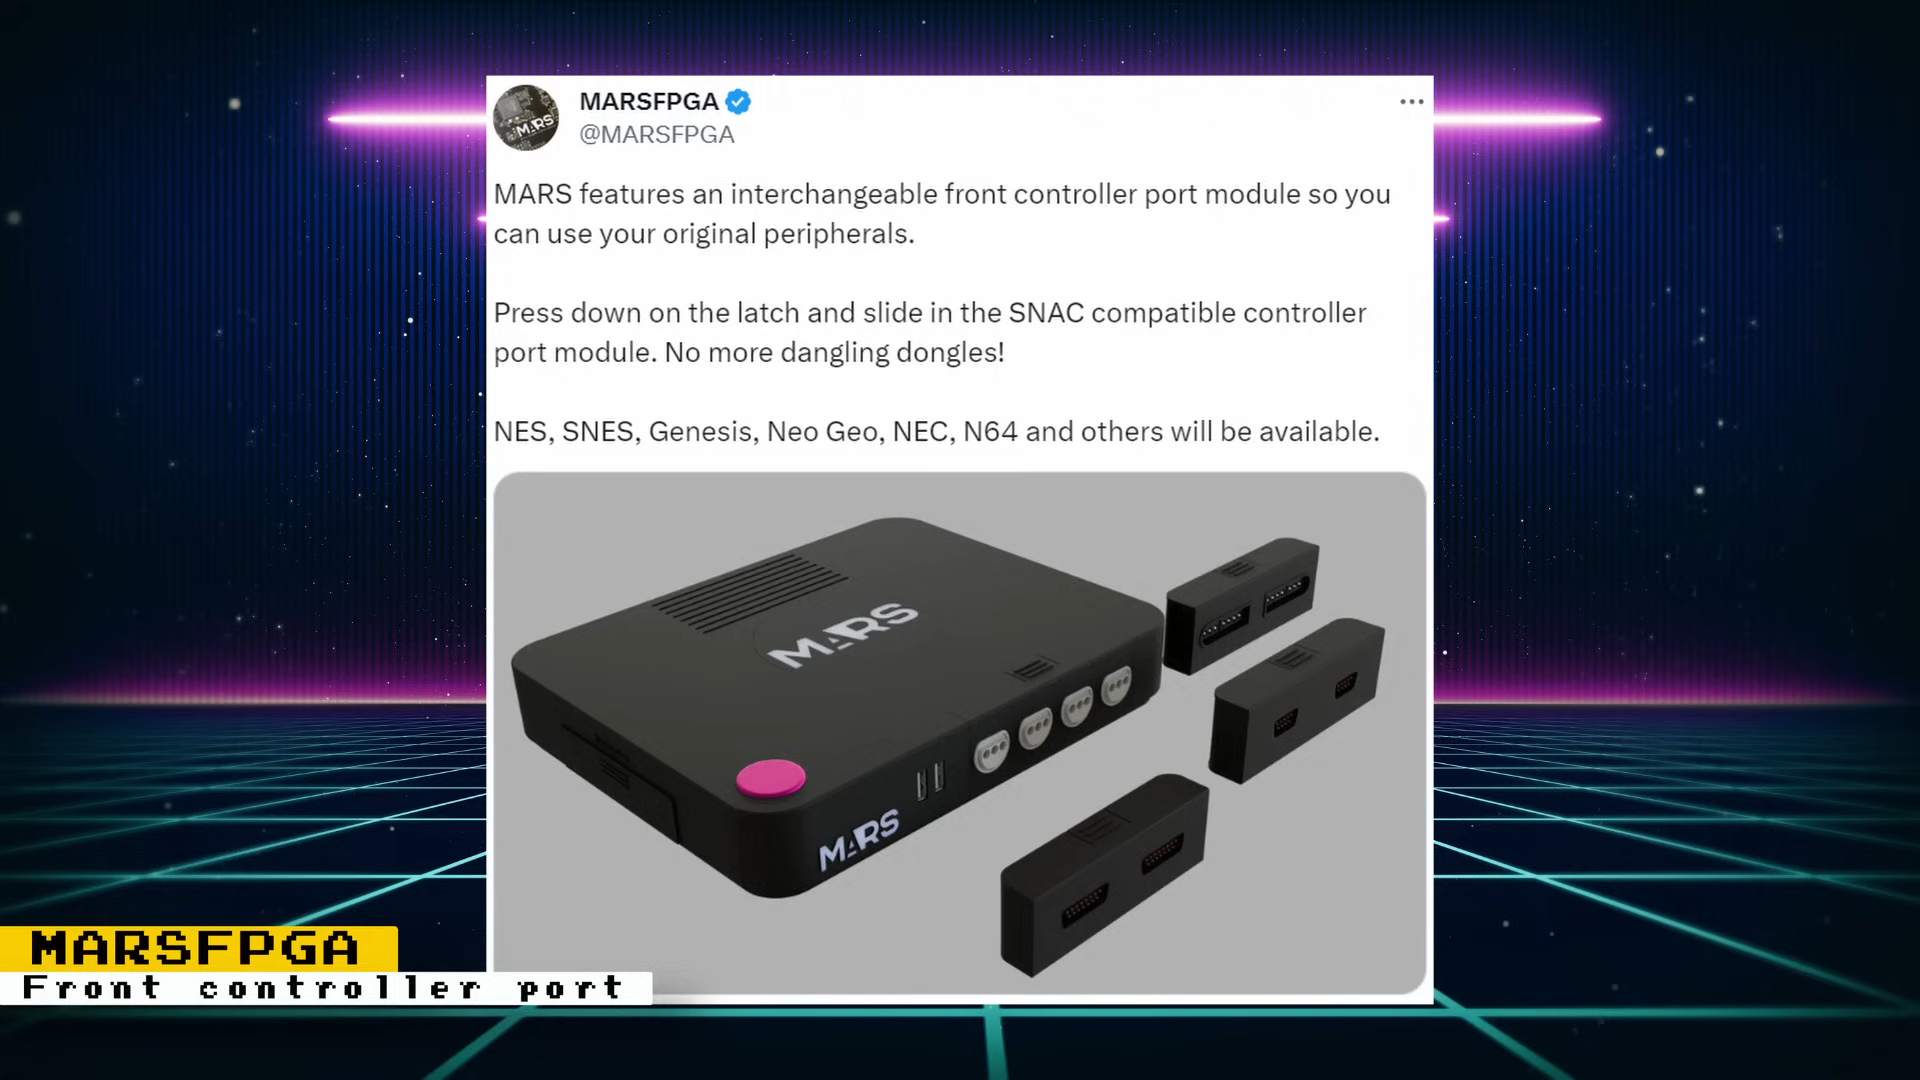 MARSFPGA
@MARSFPGA
MARS features an interchangeable front controller port module so you
can use your original peripherals.
Press down on the latch and slide in the SNAC compatible controller
port module. No more dangling dongles!
NES, SNES, Genesis, Neo Geo, NEC, N64 and others will be available.
MARS
MARS
MARS
MARSFPGA
Front controller port